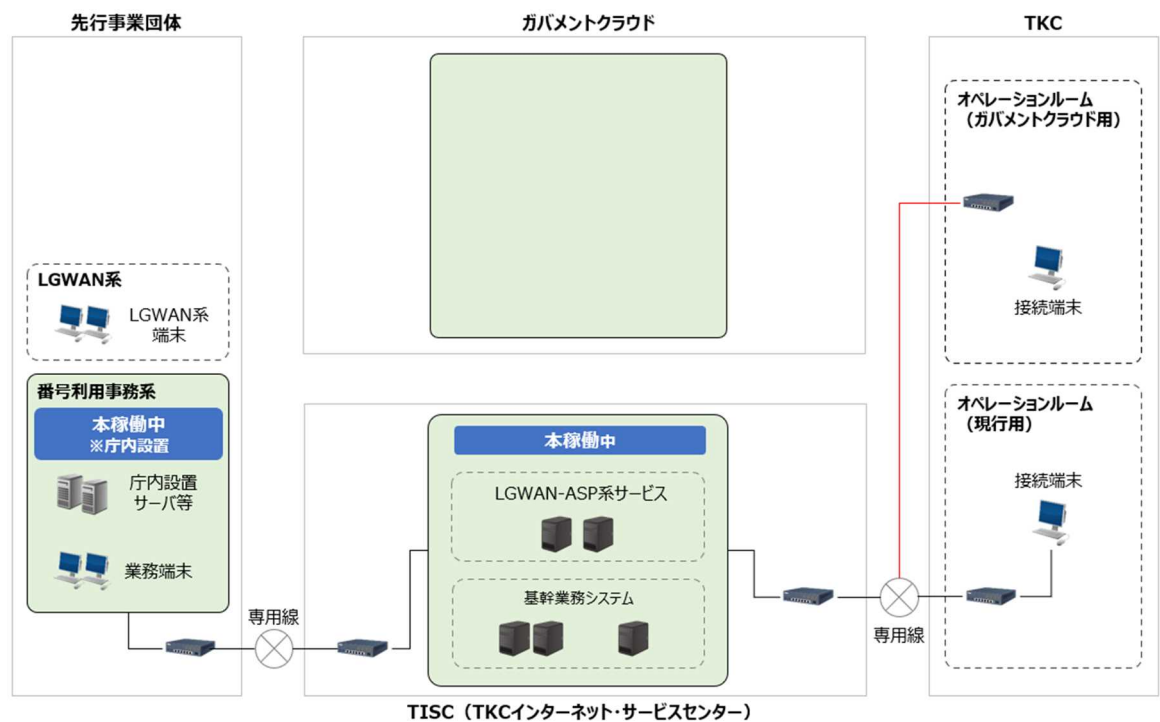 先行事業団体
ガバメントクラウド
TKC
オペレーションルーム
（ガバメントクラウド用）
接続端末
LGWAN系
LGWAN系
端末
番号利用事務系
本稼働中
※庁内設置
庁内設置
サーバ等
業務端末
専用線
本稼働中
LGWAN-ASP系サービス
基幹業務システム
専用線
オペレーションルーム
（現行用）
接続端末
TISC（TKCインターネット・サービスセンター）